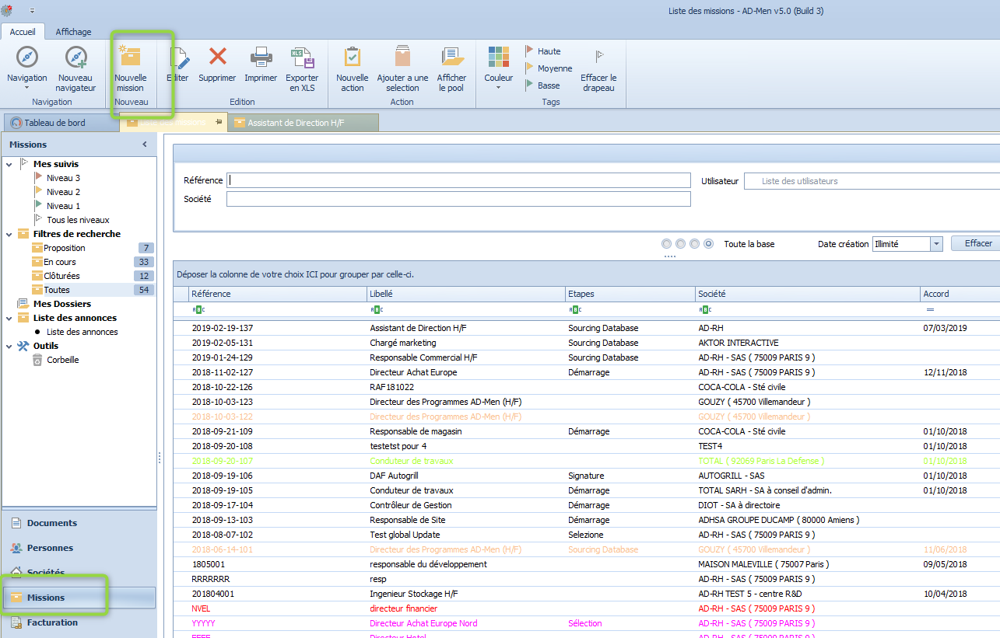 Liste des missions - AD-Men v5.0 (Build 3)
Accueil Affichage
Navigation
Nouveau navigateur
Nouvelle mission
Editer
Supprimer
Imprimer
Exporter en XLS
Nouvelle action
Ajouter a une selection
Afficher le pool
Couleur
Haute
Moyenne
Basse
Effacer le drapeau
Navigation Nouveau Edition Action Tags
Tableau de bord Liste des missions Assistant de Direction H/F
Missions
Mes suivis
Niveau 3
Niveau 2
Niveau 1
Tous les niveaux
Filtres de recherche
Proposition 7
En cours 33
Clôturées 12
Toutes 54
Mes Dossiers
Liste des annonces
Liste des annonces
Outils
Corbeille
Documents
Personnes
Sociétés
Missions
Facturation
Référence Utilisateur Liste des utilisateurs
Société
Toute la base Date création Illimité Effacer
Déposer la colonne de votre choix ICI pour grouper par celle-ci.
Référence Libellé Etapes Société Accord
2019-02-19-137 Assistant de Direction H/F Sourcing Database AD-RH 07/03/2019
2019-02-05-131 Chargé marketing Sourcing Database AKTOR INTERACTIVE
2019-01-24-129 Responsable Commercial H/F Sourcing Database AD-RH - SAS ( 75009 PARIS 9 )
2018-11-02-127 Directeur Achat Europe Démarrage AD-RH - SAS ( 75009 PARIS 9 ) 12/11/2018
2018-10-22-126 RAF181022 COCA-COLA - Sté civile
2018-10-03-123 Directeur des Programmes AD-Men (H/F) GOUZY ( 45700 Villemandeur )
2018-10-03-122 Directeur des Programmes AD-Men (H/F) GOUZY ( 45700 Villemandeur )
2018-09-21-109 Responsable de magasin Démarrage COCA-COLA - Sté civile 01/10/2018
2018-09-20-108 testetst pour 4 TEST4 01/10/2018
2018-09-20-107 Conduteur de travaux TOTAL ( 92069 Paris La Defense ) 01/10/2018
2018-09-19-106 DAF Autogrill Signature AUTOGRILL - SAS 01/10/2018
2018-09-19-105 Conduteur de travaux Démarrage TOTAL SARH - SA à conseil d'admin. 01/10/2018
2018-09-17-104 Contrôleur de Gestion Démarrage DIOT - SA à directoire
2018-09-13-103 Responsable de Site Démarrage ADHSA GROUPE DUCAMP ( 80000 Amiens )
2018-08-07-102 Test global Update Selezione AD-RH - SAS ( 75009 PARIS 9 )
2018-06-14-101 Directeur des Programmes AD-Men (H/F) Sourcing Database GOUZY ( 45700 Villemandeur ) 11/06/2018
1805001 responsable du développement MAISON MALEVILLE ( 75007 Paris ) 09/05/2018
RRRRRRR resp AD-RH - SAS ( 75009 PARIS 9 )
201804001 Ingenieur Stockage H/F AD-RH TEST 5 - centre R&D 10/04/2018
NVEL directeur financier AD-RH - SAS ( 75009 PARIS 9 )
YYYYY Directeur Achat Europe Nord Sélection AD-RH - SAS ( 75009 PARIS 9 )
Directeur Hotel AD-RH - SAS ( 75009 PARIS 9 )